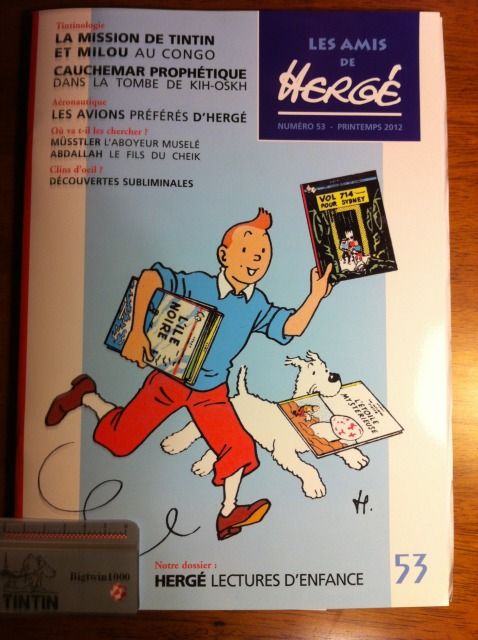 Tintinologie
LA MISSION DE TINTIN
ET MILOU AU CONGO
CAUCHEMAR PROPHÉTIQUE
DANS LA TOMBE DE KIH-OSKH
Aéronautique
LES AVIONS PRÉFÉRÉS D'HERGÉ
Où va t-il les chercher ?
MÜSSTLER L'ABOYEUR MUSELÉ
ABDALLAH LE FILS DU CHEIK
Clins d'oeil ?
DÉCOUVERTES SUBLIMINALES
LES AMIS
DE
HERGÉ
NUMÉRO 53 - PRINTEMPS 2012
VOL 714
POUR SYDNEY
L'ILE
NOIRE
L'ÉTOILE
MYSTÉRIEUSE
H.
Notre dossier :
HERGÉ LECTURES D'ENFANCE
53
Bigtwin1000
TINTIN